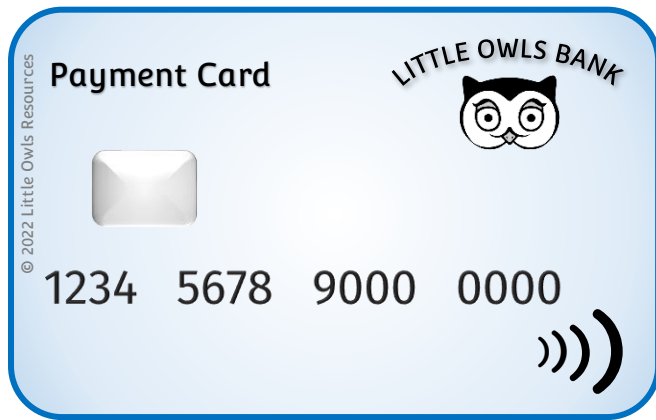 LITTLE OWLS BANK
Payment Card
© 2022 Little Owls Resources
1234 5678 9000 0000